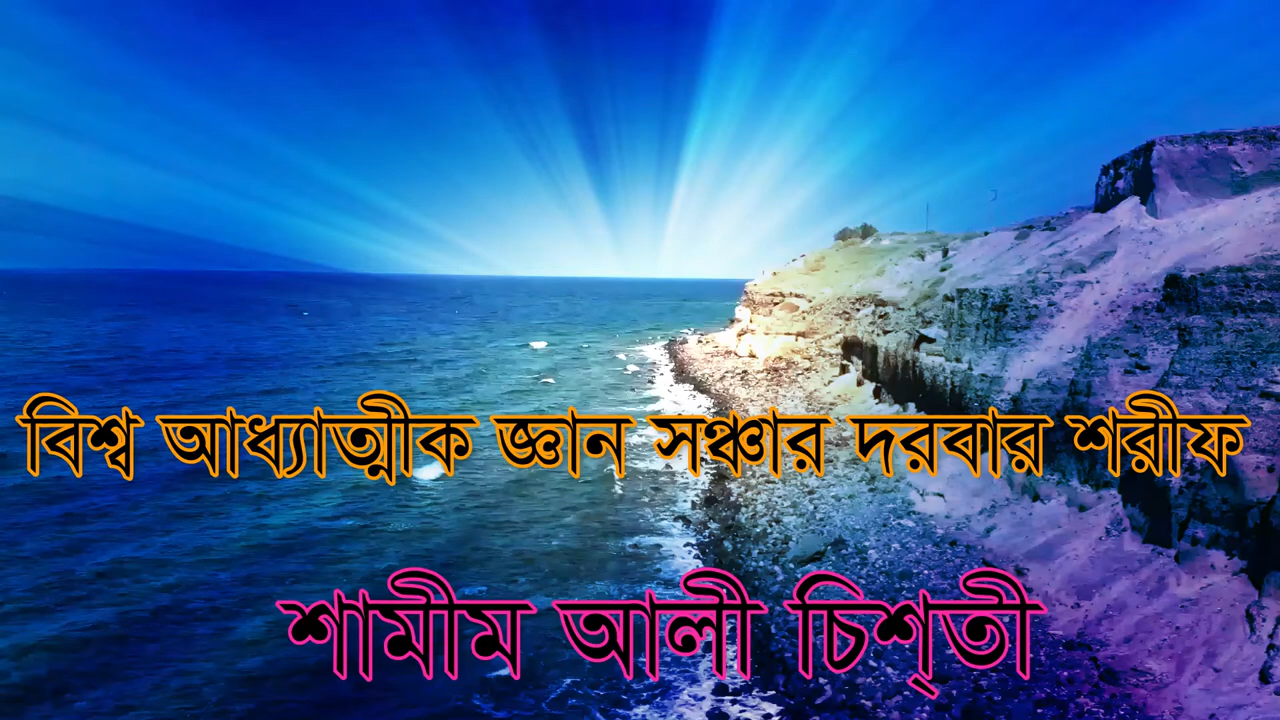 বিশ্ব আধ্যাত্মীক জ্ঞান সঞ্চার দরবার শরীফ
শামীম আলী চিশ্‌তী